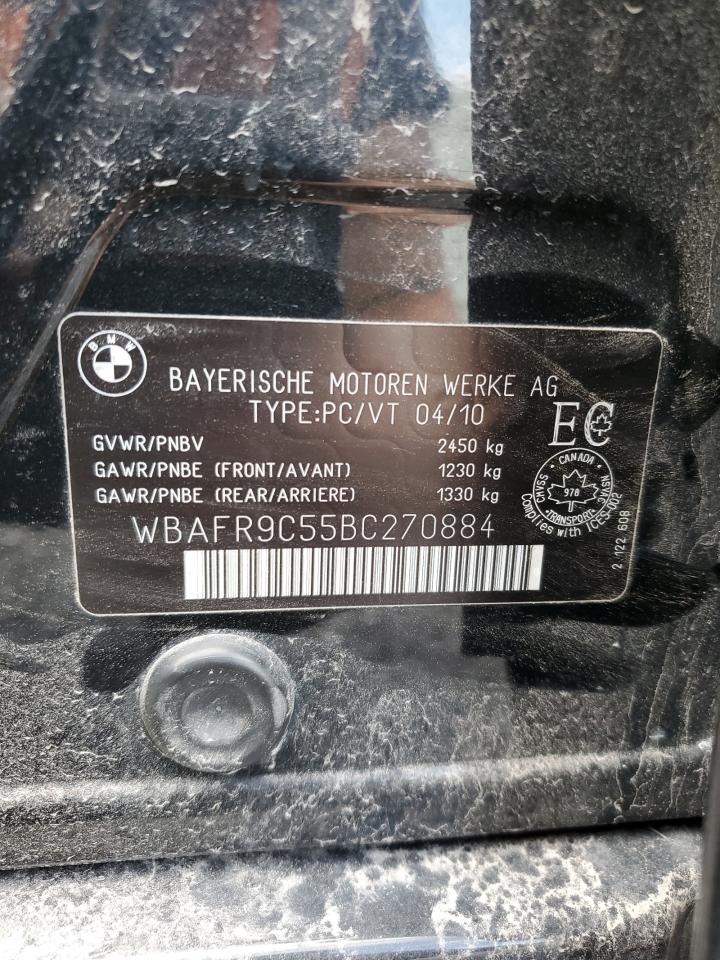 BMW
BAYERISCHE MOTOREN WERKE AG
TYPE:PC/VT 04/10
EC
GVWR/PNBV 2450 kg
GAWR/PNBE (FRONT/AVANT) 1230 kg
GAWR/PNBE (REAR/ARRIERE) 1330 kg
CANADA
978
TRANSPORT
Complies with ICES-002
WBAFR9C55BC270884
2 122 608